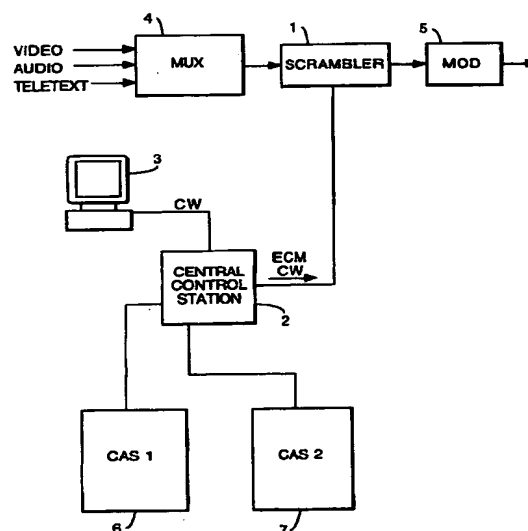 4
1
5
VIDEO
AUDIO
TELETEXT
MUX
SCRAMBLER
MOD
3
CW
ECM
CW
CENTRAL
CONTROL
STATION
2
CAS 1
CAS 2
6
7